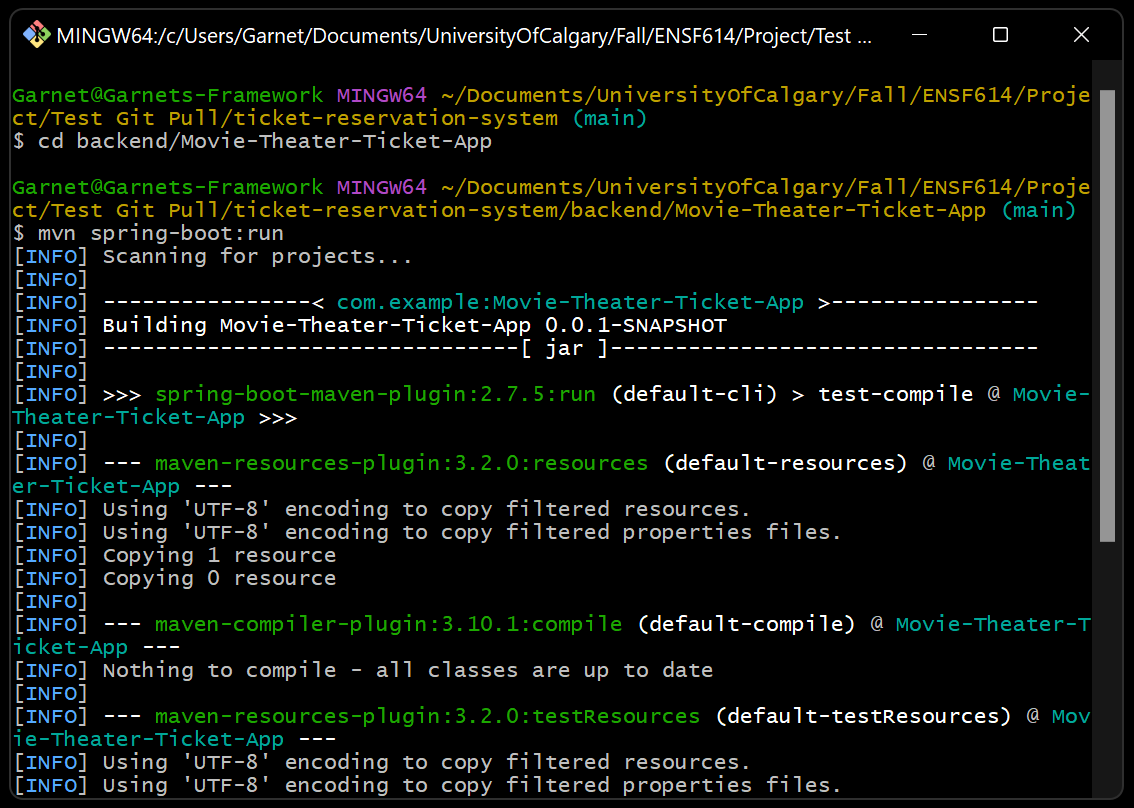 MINGW64:/c/Users/Garnet/Documents/UniversityOfCalgary/Fall/ENSF614/Project/Test ...
Garnet@Garnets-Framework MINGW64 ~/Documents/UniversityOfCalgary/Fall/ENSF614/Proje
ct/Test Git Pull/ticket-reservation-system (main)
$ cd backend/Movie-Theater-Ticket-App
Garnet@Garnets-Framework MINGW64 ~/Documents/UniversityOfCalgary/Fall/ENSF614/Proje
ct/Test Git Pull/ticket-reservation-system/backend/Movie-Theater-Ticket-App (main)
$ mvn spring-boot:run
[INFO] Scanning for projects...
[INFO]
[INFO] ----------------< com.example:Movie-Theater-Ticket-App >----------------
[INFO] Building Movie-Theater-Ticket-App 0.0.1-SNAPSHOT
[INFO] --------------------------------[ jar ]---------------------------------
[INFO]
[INFO] >>> spring-boot-maven-plugin:2.7.5:run (default-cli) > test-compile @ Movie-
Theater-Ticket-App >>>
[INFO]
[INFO] --- maven-resources-plugin:3.2.0:resources (default-resources) @ Movie-Theat
er-Ticket-App ---
[INFO] Using 'UTF-8' encoding to copy filtered resources.
[INFO] Using 'UTF-8' encoding to copy filtered properties files.
[INFO] Copying 1 resource
[INFO] Copying 0 resource
[INFO]
[INFO] --- maven-compiler-plugin:3.10.1:compile (default-compile) @ Movie-Theater-T
icket-App ---
[INFO] Nothing to compile - all classes are up to date
[INFO]
[INFO] --- maven-resources-plugin:3.2.0:testResources (default-testResources) @ Mov
ie-Theater-Ticket-App ---
[INFO] Using 'UTF-8' encoding to copy filtered resources.
[INFO] Using 'UTF-8' encoding to copy filtered properties files.